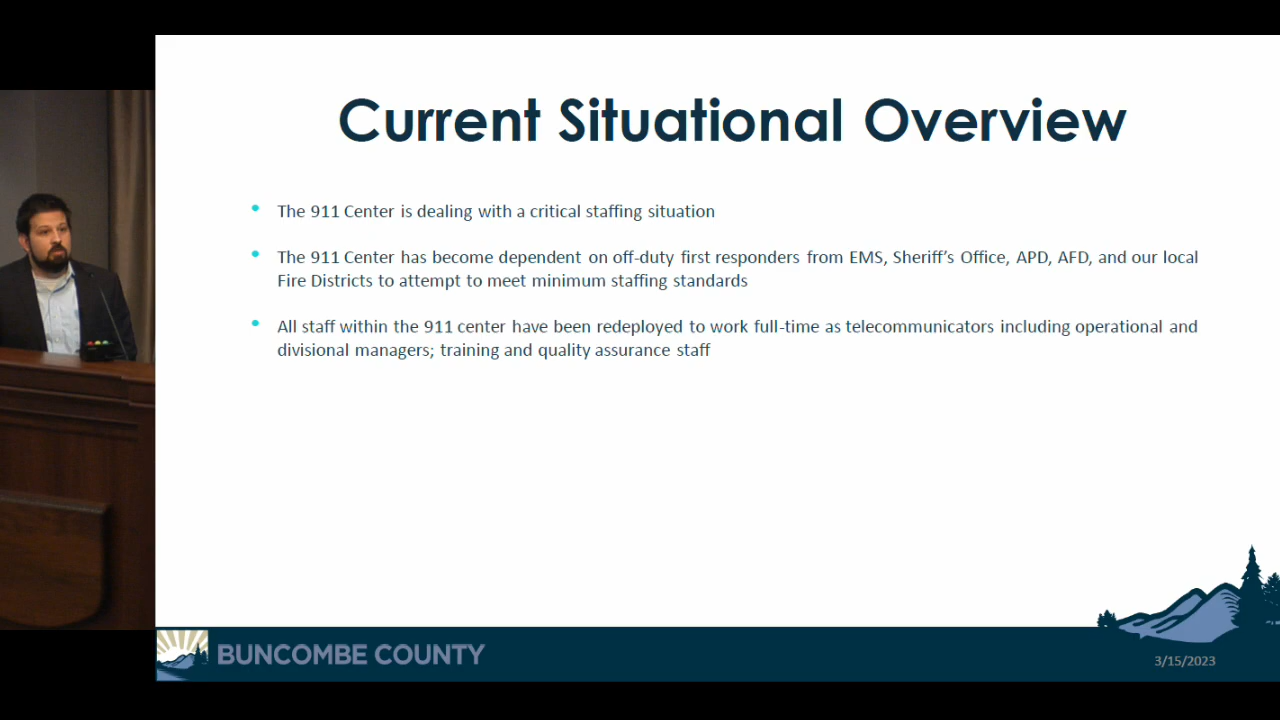 Current Situational Overview
• The 911 Center is dealing with a critical staffing situation
• The 911 Center has become dependent on off-duty first responders from EMS, Sheriff's Office, APD, AFD, and our local
Fire Districts to attempt to meet minimum staffing standards
• All staff within the 911 center have been redeployed to work full-time as telecommunicators including operational and
divisional managers; training and quality assurance staff
BUNCOMBE COUNTY
3/15/2023